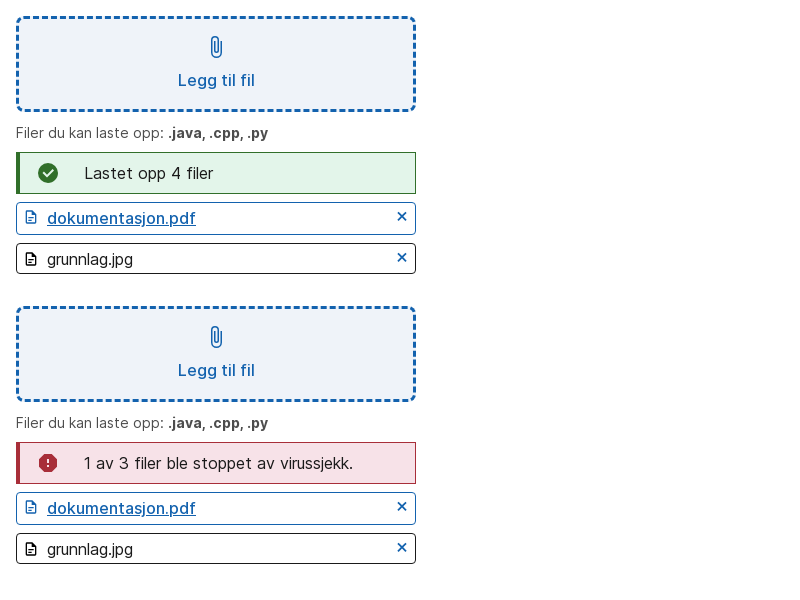 Legg til fil
Filer du kan laste opp: .java, .cpp, .py
Lastet opp 4 filer
dokumentasjon.pdf
grunnlag.jpg
Legg til fil
Filer du kan laste opp: .java, .cpp, .py
1 av 3 filer ble stoppet av virussjekk.
dokumentasjon.pdf
grunnlag.jpg